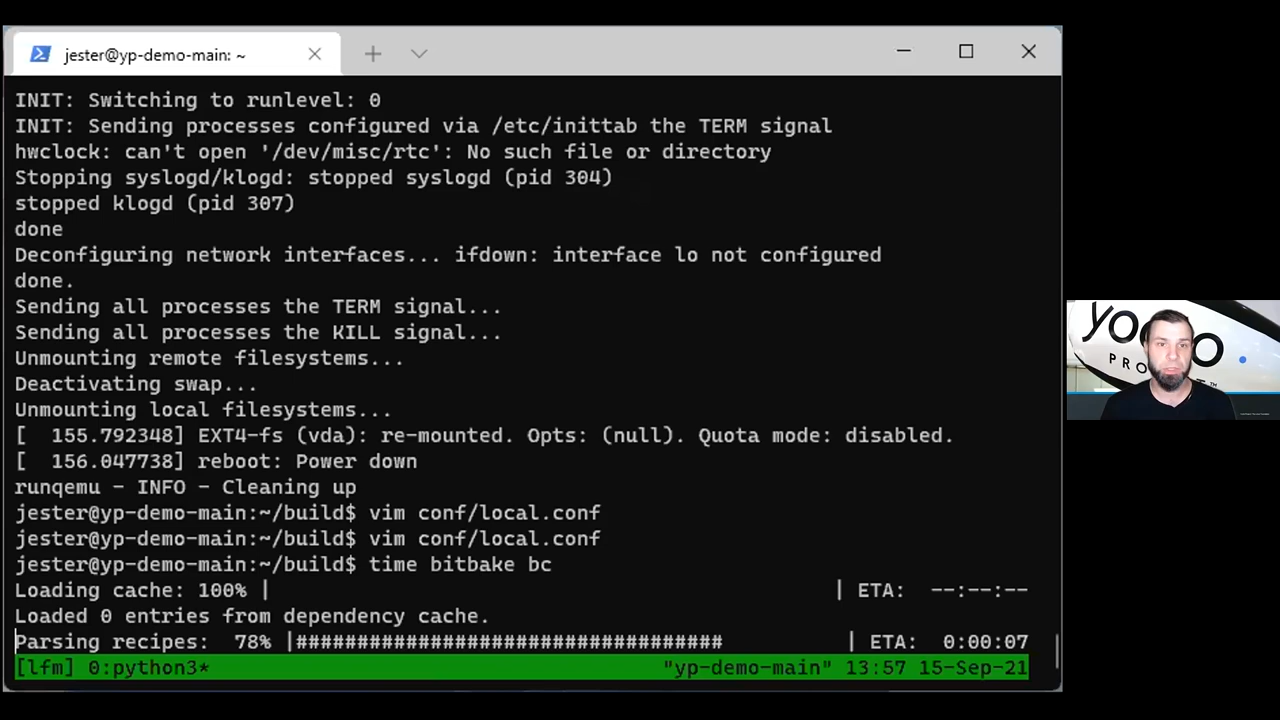 jester@yp-demo-main: ~
INIT: Switching to runlevel: 0
INIT: Sending processes configured via /etc/inittab the TERM signal
hwclock: can't open '/dev/misc/rtc': No such file or directory
Stopping syslogd/klogd: stopped syslogd (pid 304)
stopped klogd (pid 307)
done
Deconfiguring network interfaces... ifdown: interface lo not configured
done.
Sending all processes the TERM signal...
Sending all processes the KILL signal...
Unmounting remote filesystems...
Deactivating swap...
Unmounting local filesystems...
[  155.792348] EXT4-fs (vda): re-mounted. Opts: (null). Quota mode: disabled.
[  156.047738] reboot: Power down
runqemu - INFO - Cleaning up
jester@yp-demo-main:~/build$ vim conf/local.conf
jester@yp-demo-main:~/build$ vim conf/local.conf
jester@yp-demo-main:~/build$ time bitbake bc
Loading cache: 100% | | ETA:  --:--:--
Loaded 0 entries from dependency cache.
Parsing recipes:  78% |################################### | ETA:  0:00:07
[lfm] 0:python3* "yp-demo-main" 13:57 15-Sep-21